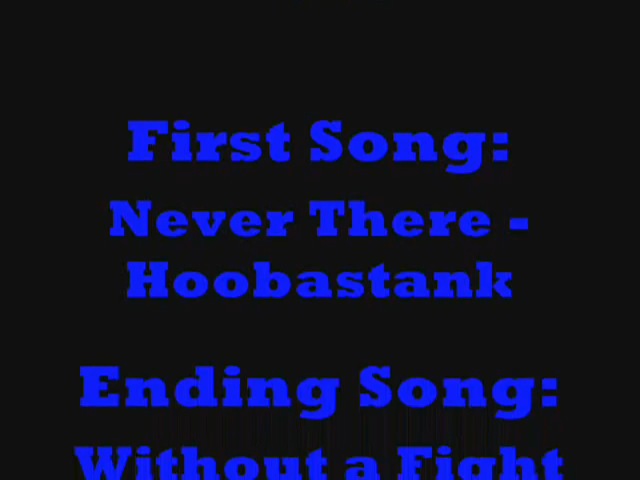 First Song:
Never There -
Hoobastank
Ending Song:
Without a Fight